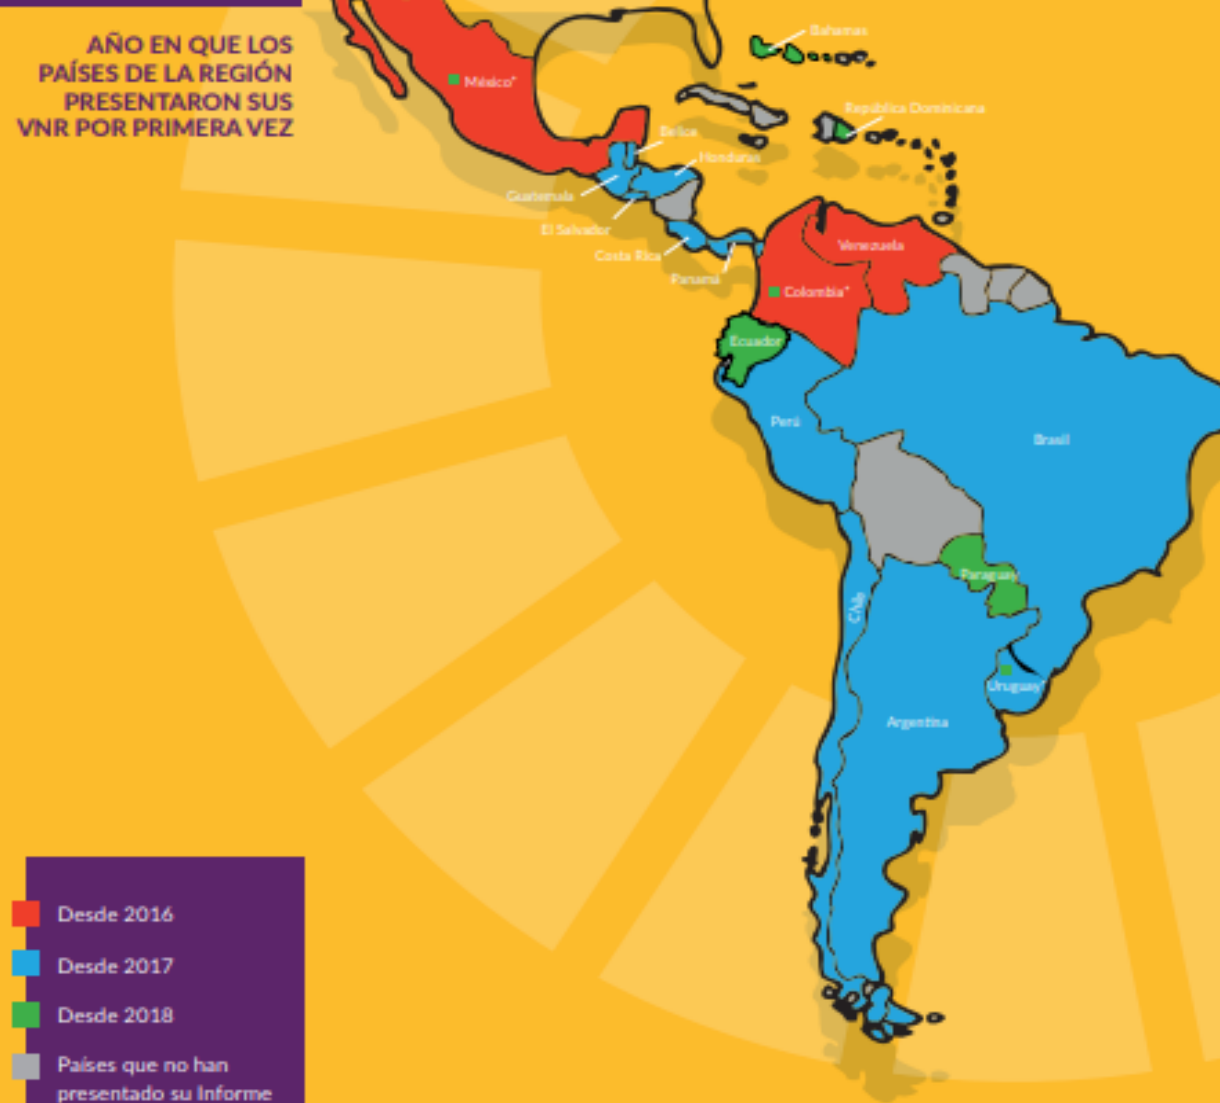 AÑO EN QUE LOS
PAÍSES DE LA REGIÓN
PRESENTARON SUS
VNR POR PRIMERA VEZ
Bahamas
México*
República Dominicana
Belice
Honduras
Guatemala
El Salvador
Costa Rica
Panamá
Venezuela
Colombia*
Ecuador
Perú
Brasil
Paraguay
Chile
Uruguay*
Argentina
Desde 2016
Desde 2017
Desde 2018
Países que no han
presentado su Informe